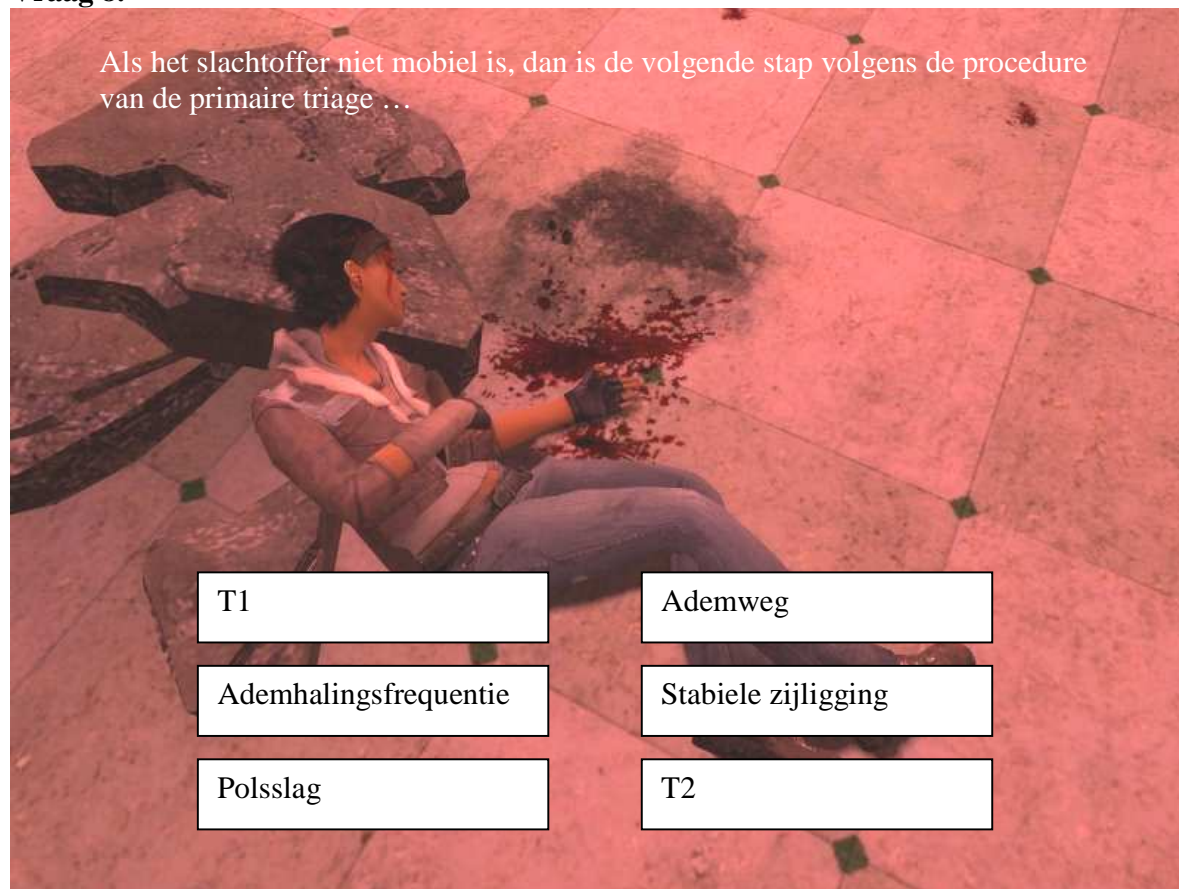 Als het slachtoffer niet mobiel is, dan is de volgende stap volgens de procedure
van de primaire triage …
T1
Ademweg
Ademhalingsfrequentie
Stabiele zijligging
Polsslag
T2